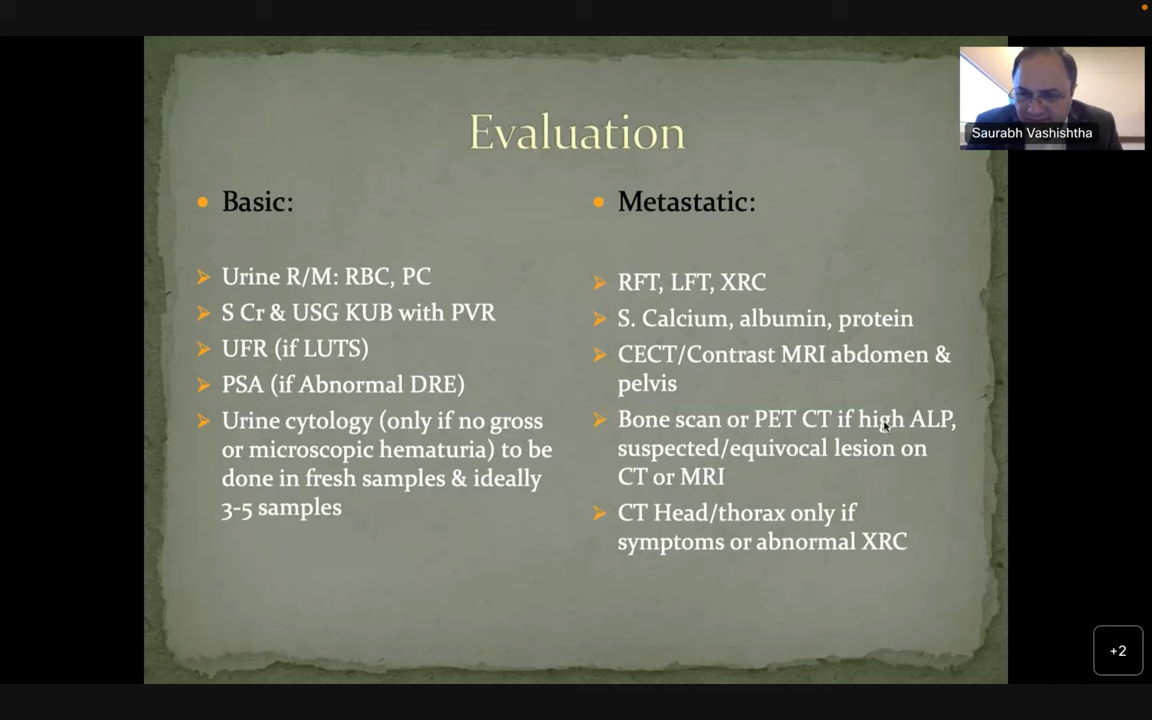 Evaluation
Saurabh Vashishtha
Basic:
Urine R/M: RBC, PC
S Cr & USG KUB with PVR
UFR (if LUTS)
PSA (if Abnormal DRE)
Urine cytology (only if no gross
or microscopic hematuria) to be
done in fresh samples & ideally
3-5 samples
Metastatic:
RFT, LFT, XRC
S. Calcium, albumin, protein
CECT/Contrast MRI abdomen &
pelvis
Bone scan or PET CT if high ALP,
suspected/equivocal lesion on
CT or MRI
CT Head/thorax only if
symptoms or abnormal XRC
+2